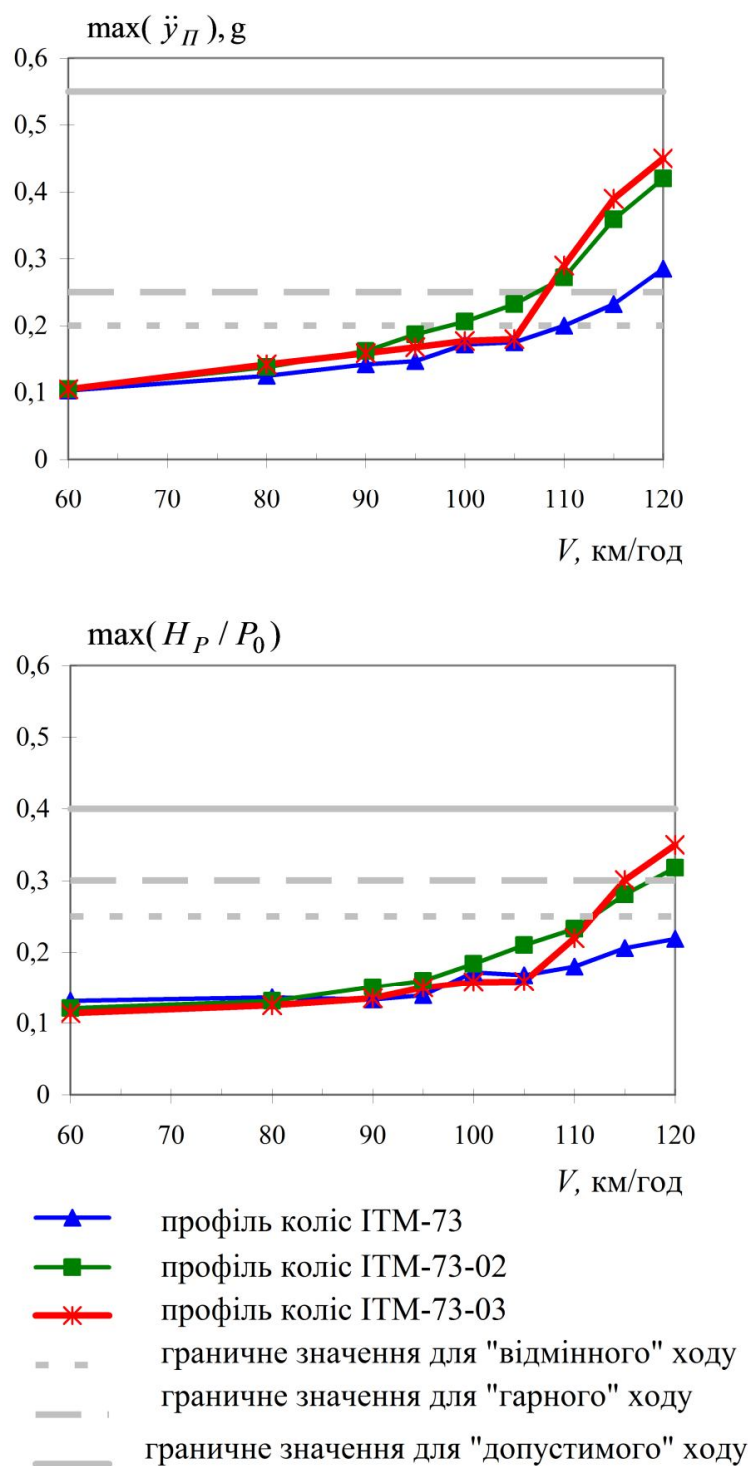 max( ÿ_П ), g
0,6
0,5
0,4
0,3
0,2
0,1
0
60 70 80 90 100 110 120
V, км/год
max( H_P / P_0 )
0,6
0,5
0,4
0,3
0,2
0,1
0
60 70 80 90 100 110 120
V, км/год
профіль коліс ІТМ-73
профіль коліс ІТМ-73-02
профіль коліс ІТМ-73-03
граничне значення для "відмінного" ходу
граничне значення для "гарного" ходу
граничне значення для "допустимого" ходу